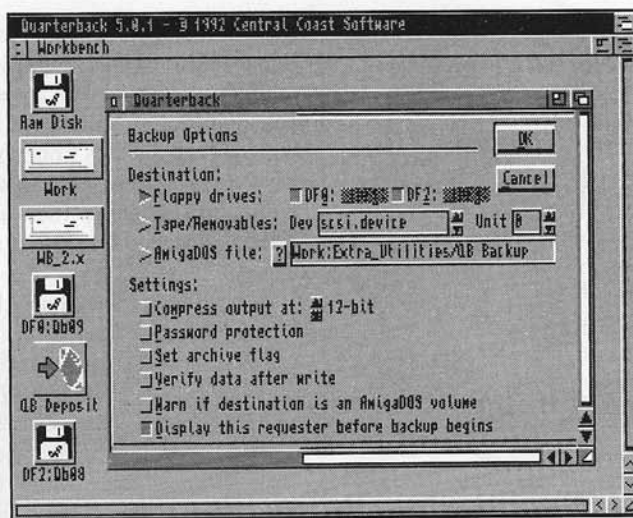 Quarterback 5.0.1 - © 1992 Central Coast Software
Workbench
Ram Disk
Work
WB_2.x
DF0:Qb09
QB Deposit
DF2:Qb08
Quarterback
Backup Options
OK
Cancel
Destination:
Floppy drives: DF0: DF2:
Tape/Removables: Dev scsi.device Unit 0
AmigaDOS file: ? Work:Extra_Utilities/QB Backup
Settings:
Compress output at: 12-bit
Password protection
Set archive flag
Verify data after write
Warn if destination is an AmigaDOS volume
Display this requester before backup begins